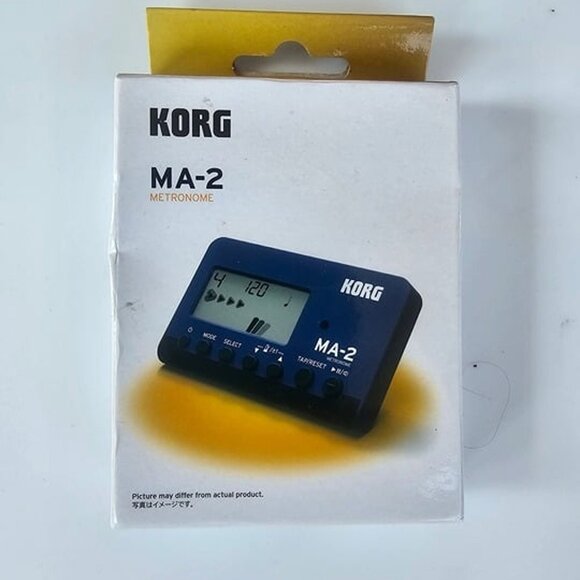 KORG
MA-2
METRONOME
4 120
KORG
MODE SELECT
MA-2
METRONOME
TAP/RESET
Picture may differ from actual product.
写真はイメージです。